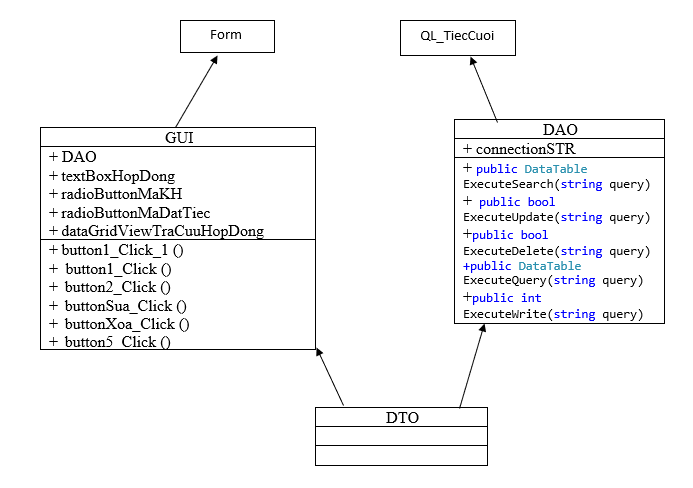 Form
QL_TiecCuoi
GUI
+ DAO
+ textBoxHopDong
+ radioButtonMaKH
+ radioButtonMaDatTiec
+ dataGridViewTraCuuHopDong
+ button1_Click_1 ()
+ button1_Click ()
+ button2_Click ()
+ buttonSua_Click ()
+ buttonXoa_Click ()
+ button5_Click ()
DAO
+ connectionSTR
+ public DataTable
ExecuteSearch(string query)
+ public bool
ExecuteUpdate(string query)
+public bool
ExecuteDelete(string query)
+public DataTable
ExecuteQuery(string query)
+public int
ExecuteWrite(string query)
DTO